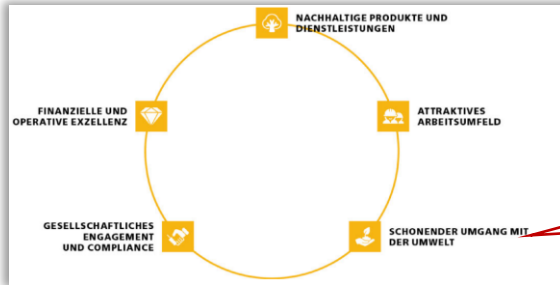 NACHHALTIGE PRODUKTE UND
DIENSTLEISTUNGEN
FINANZIELLE UND
OPERATIVE EXZELLENZ
ATTRAKTIVES
ARBEITSUMFELD
GESELLSCHAFTLICHES
ENGAGEMENT
UND COMPLIANCE
SCHONENDER UMGANG MIT
DER UMWELT